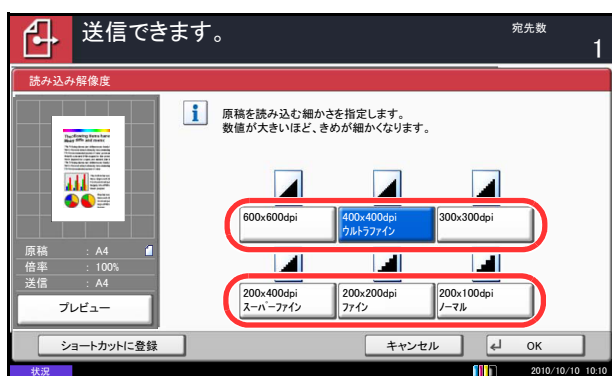 送信できます。
宛先数
1
読み込み解像度
原稿を読み込む細かさを指定します。
数値が大きいほど、きめが細かくなります。
600x600dpi
400x400dpi
ウルトラファイン
300x300dpi
200x400dpi
スーパーファイン
200x200dpi
ファイン
200x100dpi
ノーマル
原稿 : A4
倍率 : 100%
送信 : A4
プレビュー
ショートカットに登録
キャンセル
OK
状況
2010/10/10 10:10